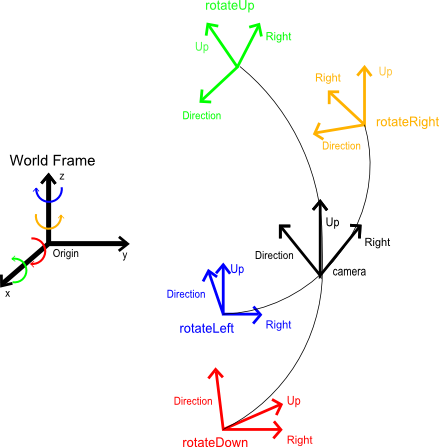 rotateUp
Up
Right
Direction
Right
Up
rotateRight
Direction
World Frame
z
Origin
y
x
Up
Direction
Right
camera
Up
Direction
rotateLeft
Right
Direction
Up
rotateDown
Right